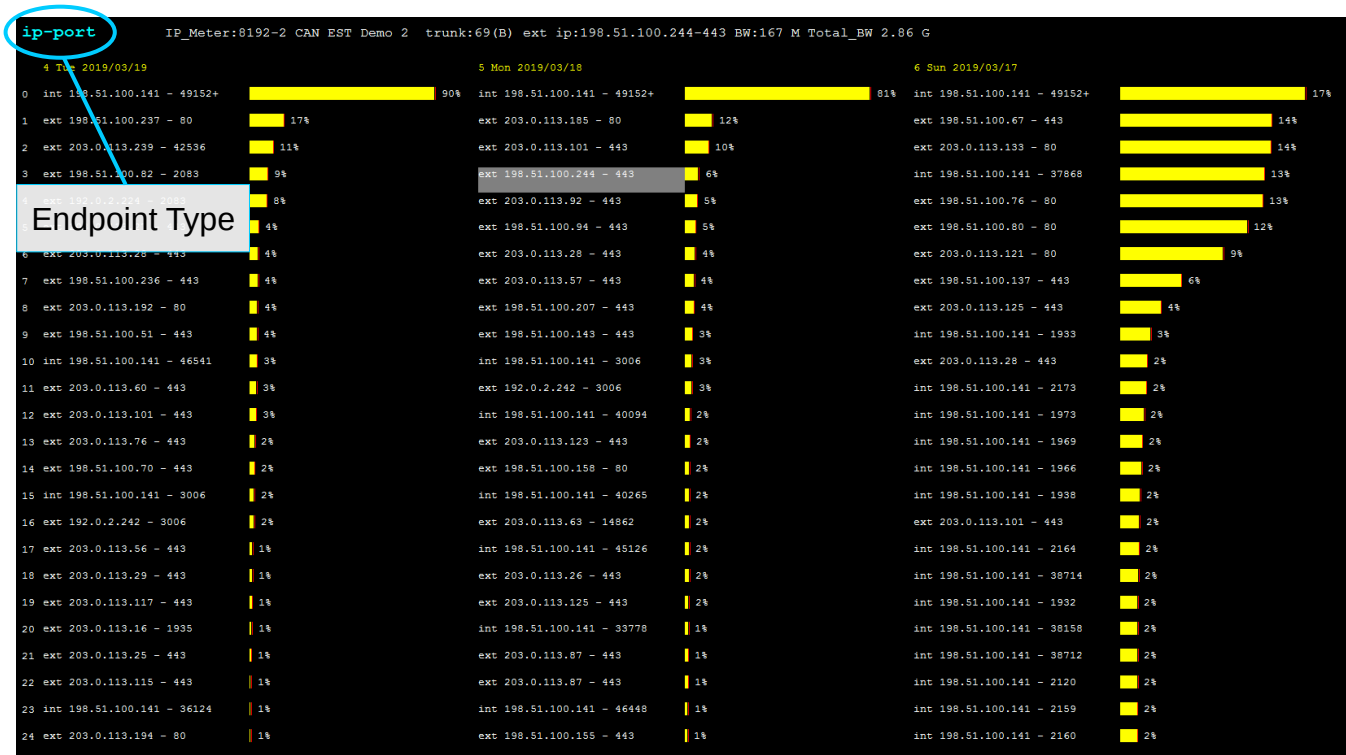 ip-port IP_Meter:8192-2 CAN EST Demo 2 trunk:69(B) ext ip:198.51.100.244-443 BW:167 M Total_BW 2.86 G
4 Tue 2019/03/19 5 Mon 2019/03/18 6 Sun 2019/03/17
0 int 198.51.100.141 - 49152+ 90% int 198.51.100.141 - 49152+ 81% int 198.51.100.141 - 49152+ 17%
1 ext 198.51.100.237 - 80 17% ext 203.0.113.185 - 80 12% ext 198.51.100.67 - 443 14%
2 ext 203.0.113.239 - 42536 11% ext 203.0.113.101 - 443 10% ext 203.0.113.133 - 80 14%
3 ext 198.51.100.82 - 2083 9% ext 198.51.100.244 - 443 6% int 198.51.100.141 - 37868 13%
8% ext 203.0.113.92 - 443 5% ext 198.51.100.76 - 80 13%
Endpoint Type
4% ext 198.51.100.94 - 443 5% ext 198.51.100.80 - 80 12%
6 ext 203.0.113.28 - 443 4% ext 203.0.113.28 - 443 4% ext 203.0.113.121 - 80 9%
7 ext 198.51.100.236 - 443 4% ext 203.0.113.57 - 443 4% ext 198.51.100.137 - 443 6%
8 ext 203.0.113.192 - 80 4% ext 198.51.100.207 - 443 4% ext 203.0.113.125 - 443 4%
9 ext 198.51.100.51 - 443 4% ext 198.51.100.143 - 443 3% int 198.51.100.141 - 1933 3%
10 int 198.51.100.141 - 46541 3% int 198.51.100.141 - 3006 3% ext 203.0.113.28 - 443 2%
11 ext 203.0.113.60 - 443 3% ext 192.0.2.242 - 3006 3% int 198.51.100.141 - 2173 2%
12 ext 203.0.113.101 - 443 3% int 198.51.100.141 - 40094 2% int 198.51.100.141 - 1973 2%
13 ext 203.0.113.76 - 443 2% ext 203.0.113.123 - 443 2% int 198.51.100.141 - 1969 2%
14 ext 198.51.100.70 - 443 2% ext 198.51.100.158 - 80 2% int 198.51.100.141 - 1966 2%
15 int 198.51.100.141 - 3006 2% int 198.51.100.141 - 40265 2% int 198.51.100.141 - 1938 2%
16 ext 192.0.2.242 - 3006 2% ext 203.0.113.63 - 14862 2% ext 203.0.113.101 - 443 2%
17 ext 203.0.113.56 - 443 1% int 198.51.100.141 - 45126 2% int 198.51.100.141 - 2164 2%
18 ext 203.0.113.29 - 443 1% ext 203.0.113.26 - 443 2% int 198.51.100.141 - 38714 2%
19 ext 203.0.113.117 - 443 1% ext 203.0.113.125 - 443 2% int 198.51.100.141 - 1932 2%
20 ext 203.0.113.16 - 1935 1% int 198.51.100.141 - 33778 1% int 198.51.100.141 - 38158 2%
21 ext 203.0.113.25 - 443 1% ext 203.0.113.87 - 443 1% int 198.51.100.141 - 38712 2%
22 ext 203.0.113.115 - 443 1% ext 203.0.113.87 - 443 1% int 198.51.100.141 - 2120 2%
23 int 198.51.100.141 - 36124 1% int 198.51.100.141 - 46448 1% int 198.51.100.141 - 2159 2%
24 ext 203.0.113.194 - 80 1% ext 198.51.100.155 - 443 1% int 198.51.100.141 - 2160 2%